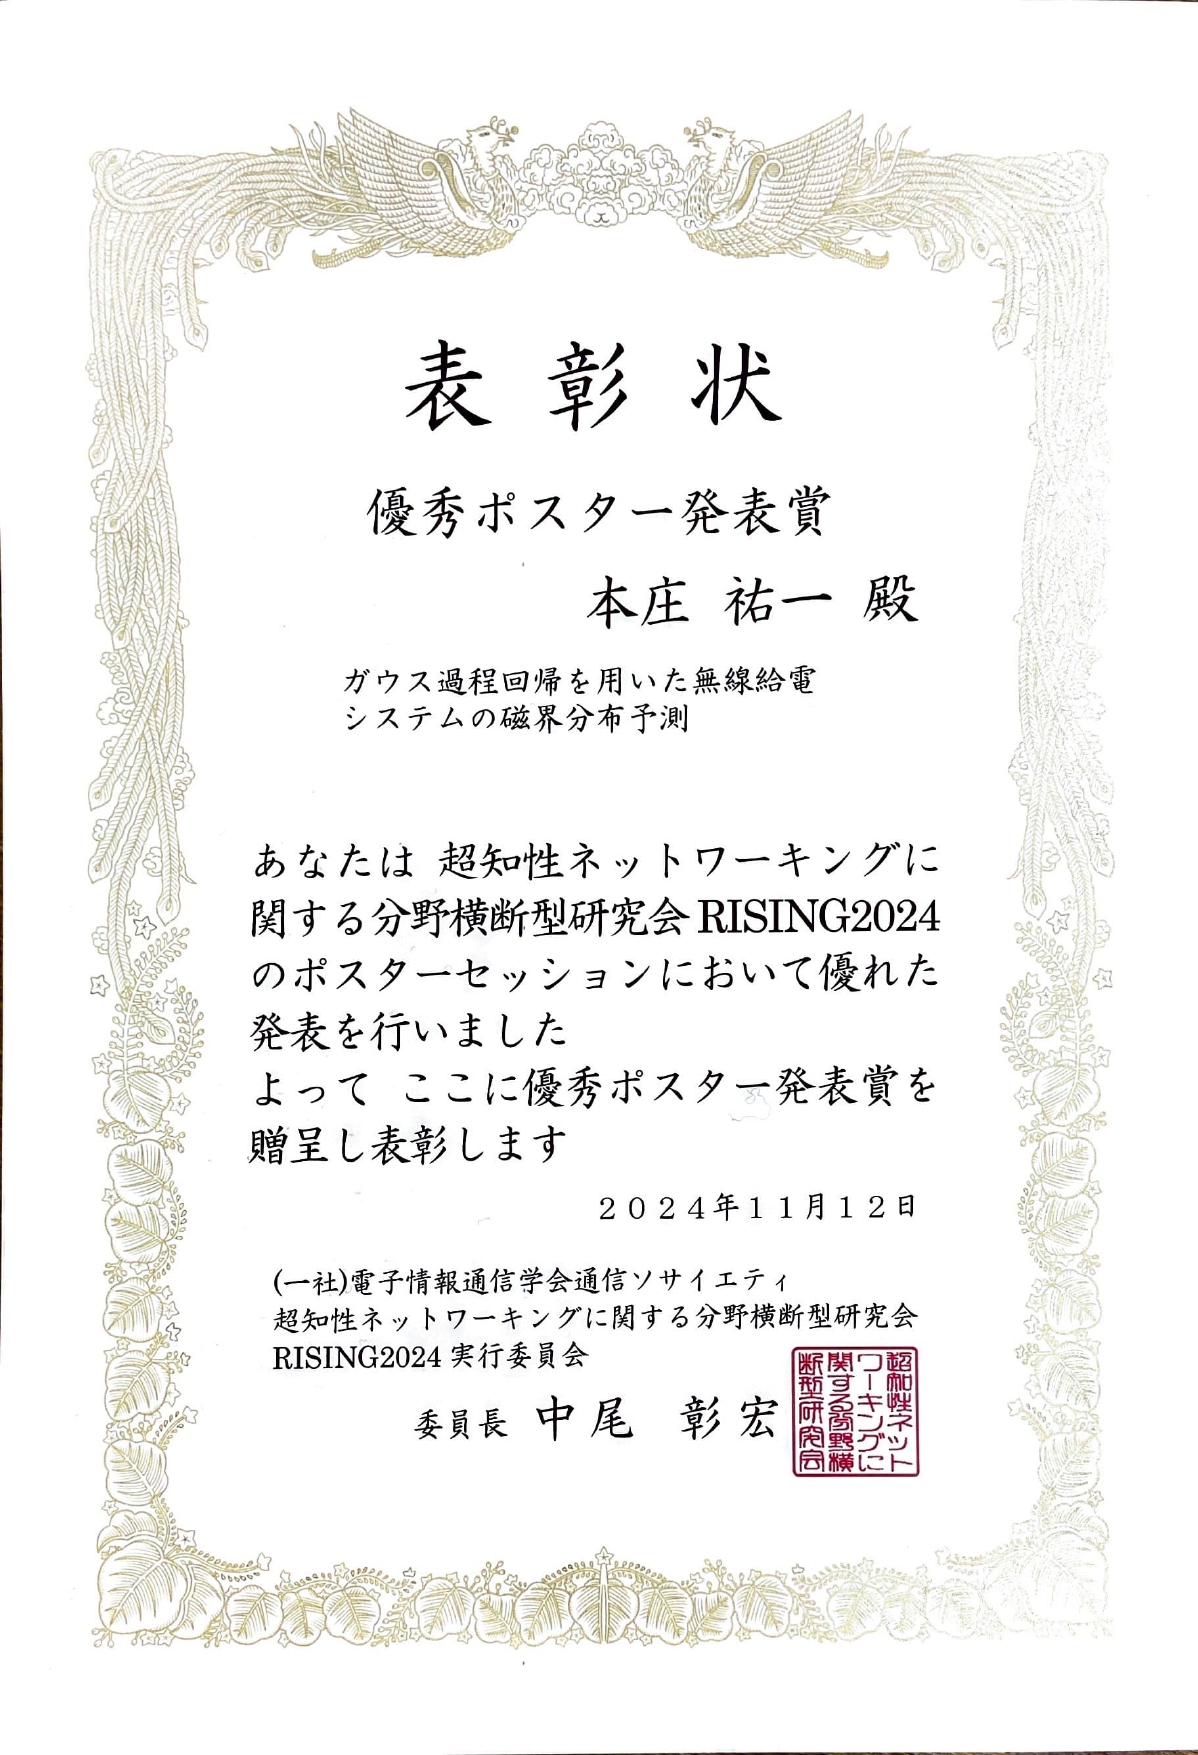 表彰状
優秀ポスター発表賞
本庄 祐一 殿
ガウス過程回帰を用いた無線給電
システムの磁界分布予測
あなたは 超知性ネットワーキングに
関する分野横断型研究会 RISING2024
のポスターセッションにおいて優れた
発表を行いました
よって ここに優秀ポスター発表賞を
贈呈し表彰します
2024年11月12日
(一社)電子情報通信学会通信ソサイエティ
超知性ネットワーキングに関する分野横断型研究会
RISING2024 実行委員会
委員長 中尾 彰宏
超知性ネット
ワーキングに
関する分野横
断型研究会